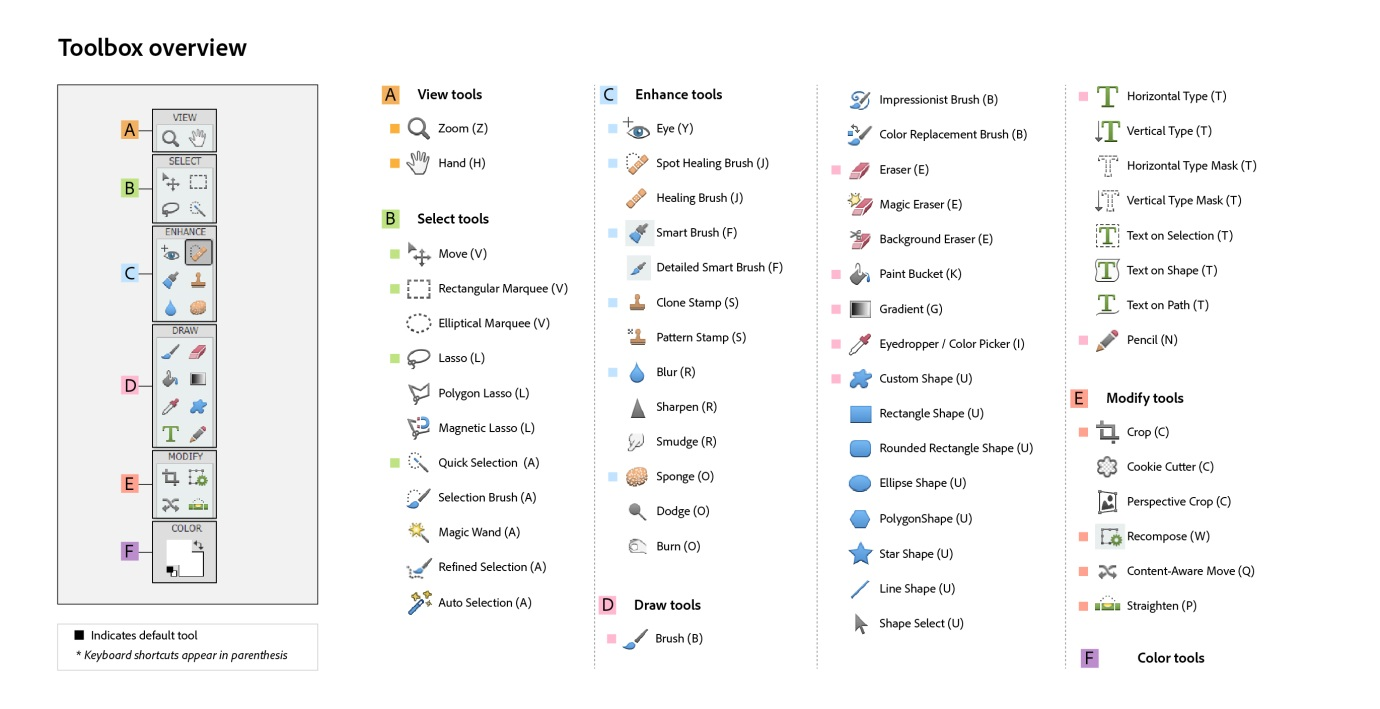 Toolbox overview
A
VIEW
B
SELECT
C
ENHANCE
D
DRAW
T
E
MODIFY
F
COLOR
Indicates default tool
* Keyboard shortcuts appear in parenthesis
A View tools
Zoom (Z)
Hand (H)
B Select tools
Move (V)
Rectangular Marquee (V)
Elliptical Marquee (V)
Lasso (L)
Polygon Lasso (L)
Magnetic Lasso (L)
Quick Selection (A)
Selection Brush (A)
Magic Wand (A)
Refined Selection (A)
Auto Selection (A)
C Enhance tools
Eye (Y)
Spot Healing Brush (J)
Healing Brush (J)
Smart Brush (F)
Detailed Smart Brush (F)
Clone Stamp (S)
Pattern Stamp (S)
Blur (R)
Sharpen (R)
Smudge (R)
Sponge (O)
Dodge (O)
Burn (O)
D Draw tools
Brush (B)
Impressionist Brush (B)
Color Replacement Brush (B)
Eraser (E)
Magic Eraser (E)
Background Eraser (E)
Paint Bucket (K)
Gradient (G)
Eyedropper / Color Picker (I)
Custom Shape (U)
Rectangle Shape (U)
Rounded Rectangle Shape (U)
Ellipse Shape (U)
PolygonShape (U)
Star Shape (U)
Line Shape (U)
Shape Select (U)
T Horizontal Type (T)
T Vertical Type (T)
T Horizontal Type Mask (T)
T Vertical Type Mask (T)
T Text on Selection (T)
T Text on Shape (T)
T Text on Path (T)
Pencil (N)
E Modify tools
Crop (C)
Cookie Cutter (C)
Perspective Crop (C)
Recompose (W)
Content-Aware Move (Q)
Straighten (P)
F Color tools